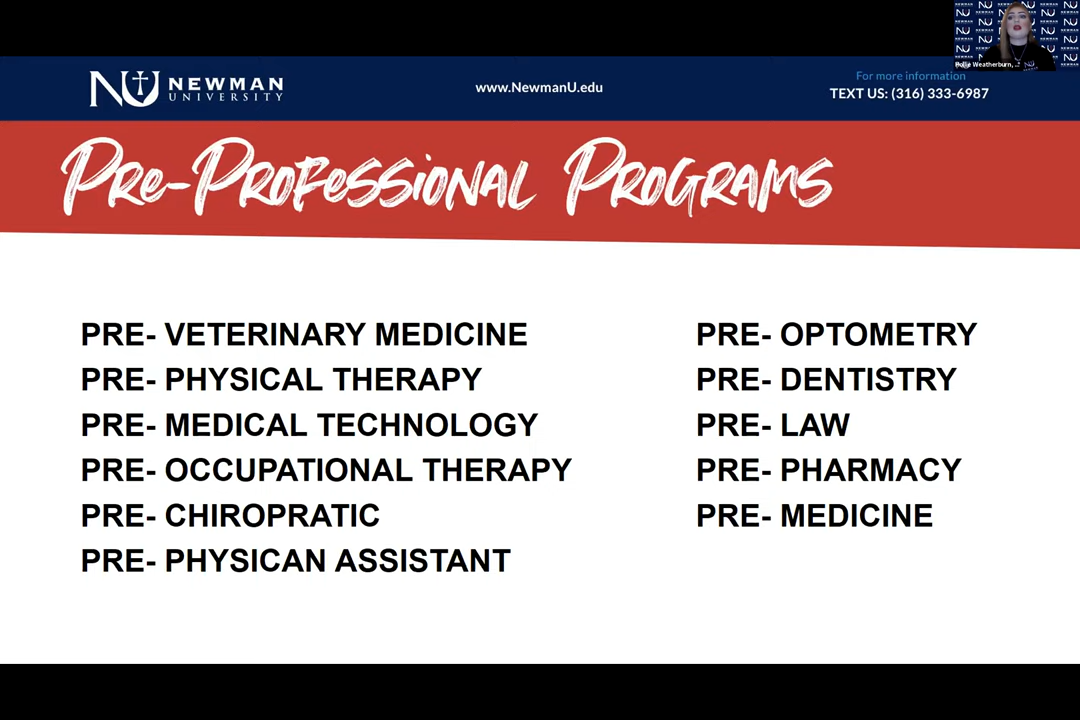 NU NEWMAN
UNIVERSITY
www.NewmanU.edu
For more information
TEXT US: (316) 333-6987
Pre-Professional Programs
PRE- VETERINARY MEDICINE
PRE- PHYSICAL THERAPY
PRE- MEDICAL TECHNOLOGY
PRE- OCCUPATIONAL THERAPY
PRE- CHIROPRATIC
PRE- PHYSICAN ASSISTANT
PRE- OPTOMETRY
PRE- DENTISTRY
PRE- LAW
PRE- PHARMACY
PRE- MEDICINE
Weatherburn, ...